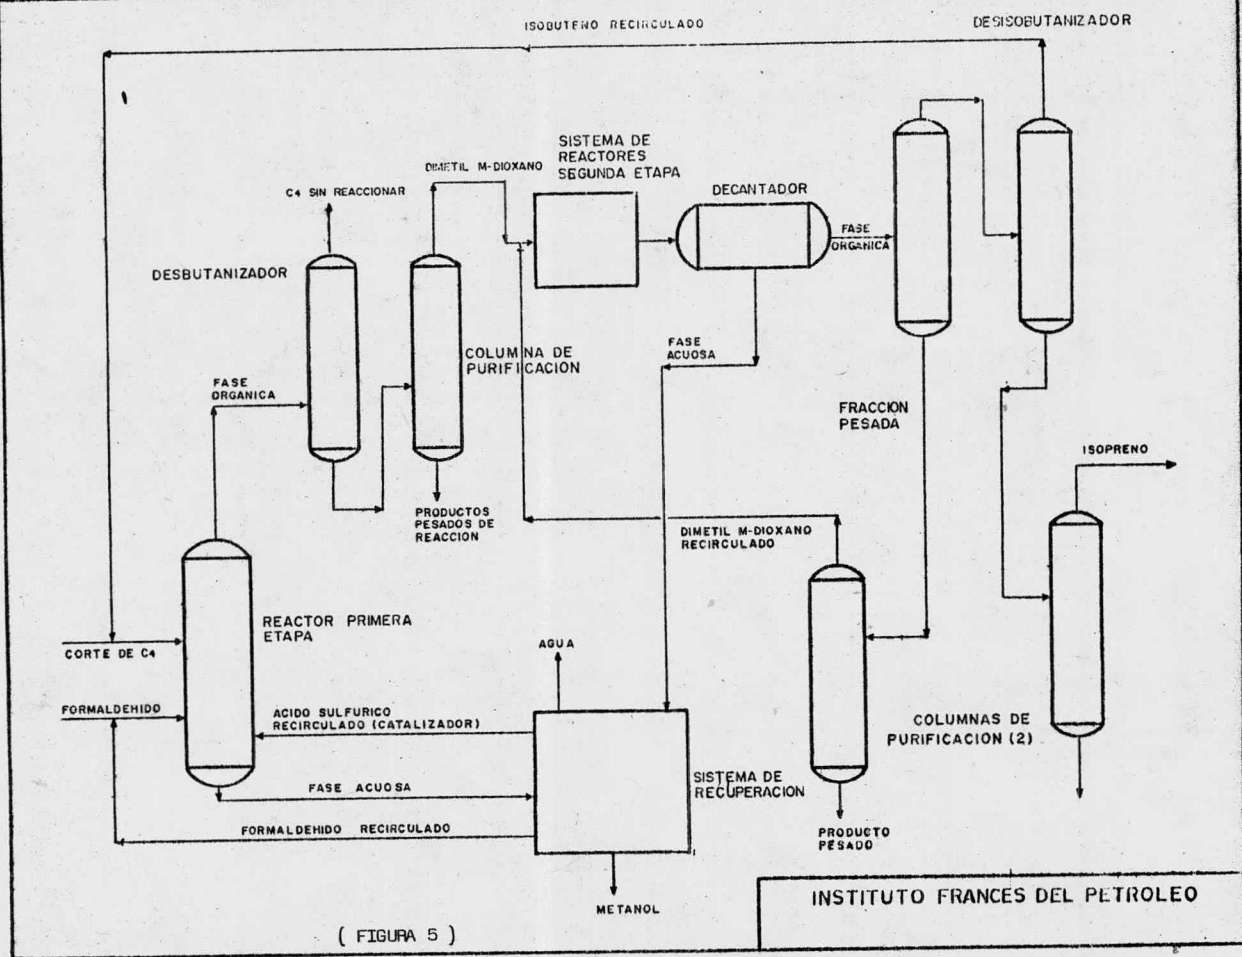 ISOBUTENO RECIRCULADO
DESISOBUTANIZADOR
SISTEMA DE
REACTORES
SEGUNDA ETAPA
DIMETIL M-DIOXANO
DECANTADOR
C4 SIN REACCIONAR
FASE
ORGANICA
DESBUTANIZADOR
COLUMNA DE
PURIFICACION
FASE
ACUOSA
FASE
ORGANICA
FRACCION
PESADA
ISOPRENO
PRODUCTOS
PESADOS DE
REACCION
DIMETIL M-DIOXANO
RECIRCULADO
REACTOR PRIMERA
ETAPA
CORTE DE C4
AGUA
FORMALDEHIDO
ACIDO SULFURICO
RECIRCULADO (CATALIZADOR)
COLUMNAS DE
PURIFICACION (2)
SISTEMA DE
RECUPERACION
FASE ACUOSA
FORMALDEHIDO RECIRCULADO
PRODUCTO
PESADO
METANOL
INSTITUTO FRANCES DEL PETROLEO
( FIGURA 5 )